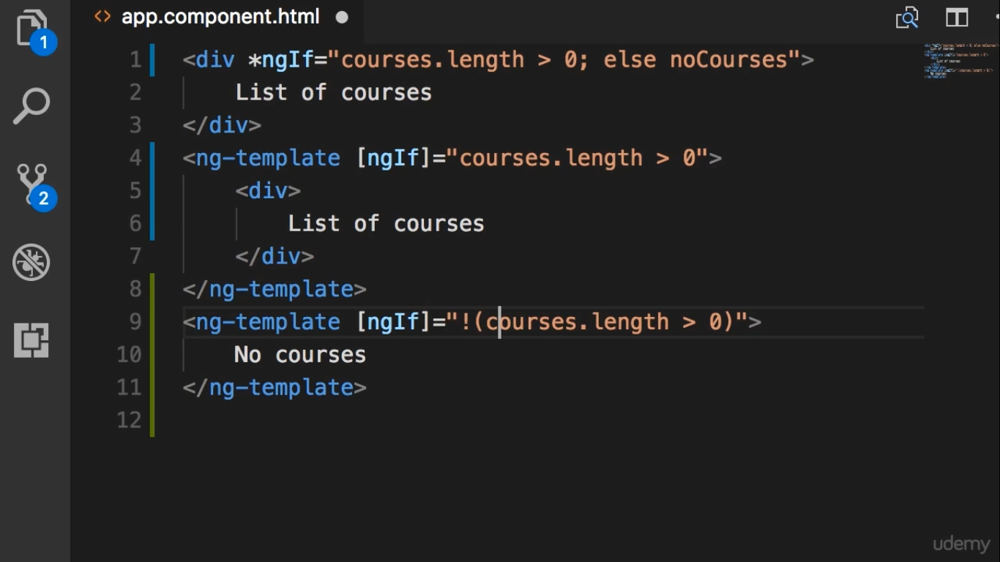 app.component.html
1
2
1 <div *ngIf="courses.length > 0; else noCourses">
2 List of courses
3 </div>
4 <ng-template [ngIf]="courses.length > 0">
5 <div>
6 List of courses
7 </div>
8 </ng-template>
9 <ng-template [ngIf]="!(courses.length > 0)">
10 No courses
11 </ng-template>
12
udemy